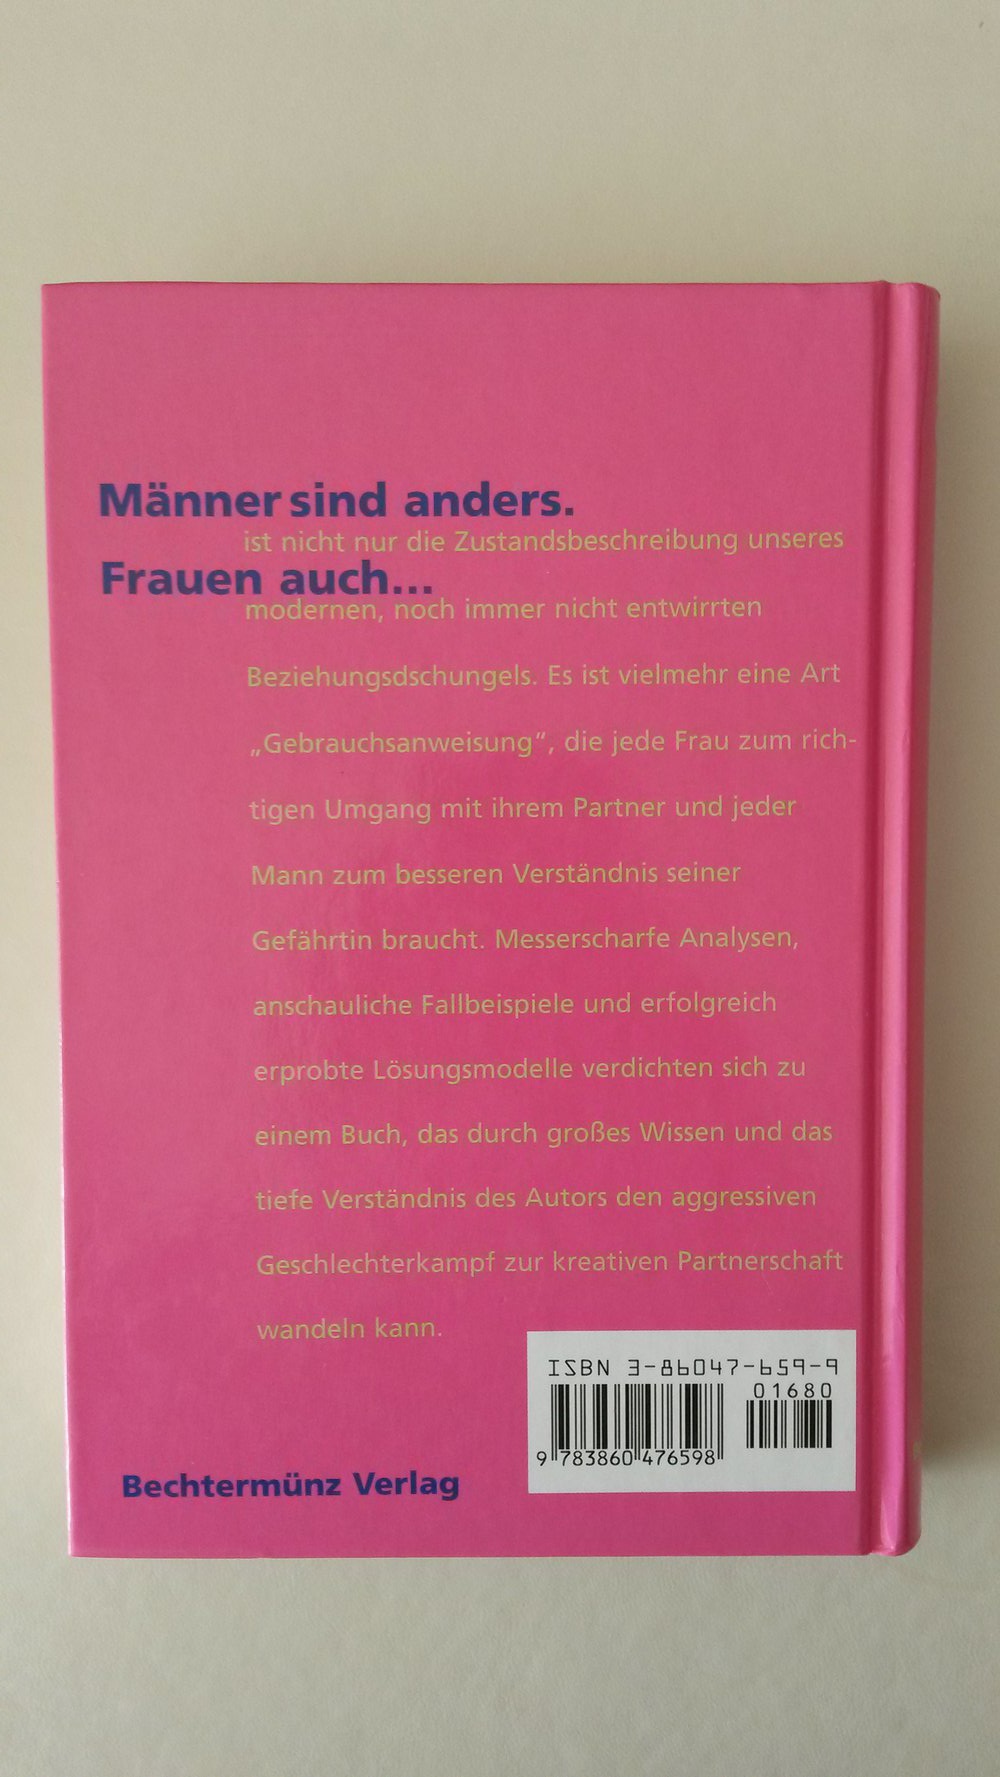 Männer sind anders.
ist nicht nur die Zustandsbeschreibung unseres
Frauen auch...
modernen, noch immer nicht entwirrten
Beziehungsdschungels. Es ist vielmehr eine Art
„Gebrauchsanweisung“, die jede Frau zum rich-
tigen Umgang mit ihrem Partner und jeder
Mann zum besseren Verständnis seiner
Gefährtin braucht. Messerscharfe Analysen,
anschauliche Fallbeispiele und erfolgreich
erprobte Lösungsmodelle verdichten sich zu
einem Buch, das durch großes Wissen und das
tiefe Verständnis des Autors den aggressiven
Geschlechterkampf zur kreativen Partnerschaft
wandeln kann.
ISBN 3-86047-659-9
01680
9 783860 476598
Bechtermünz Verlag